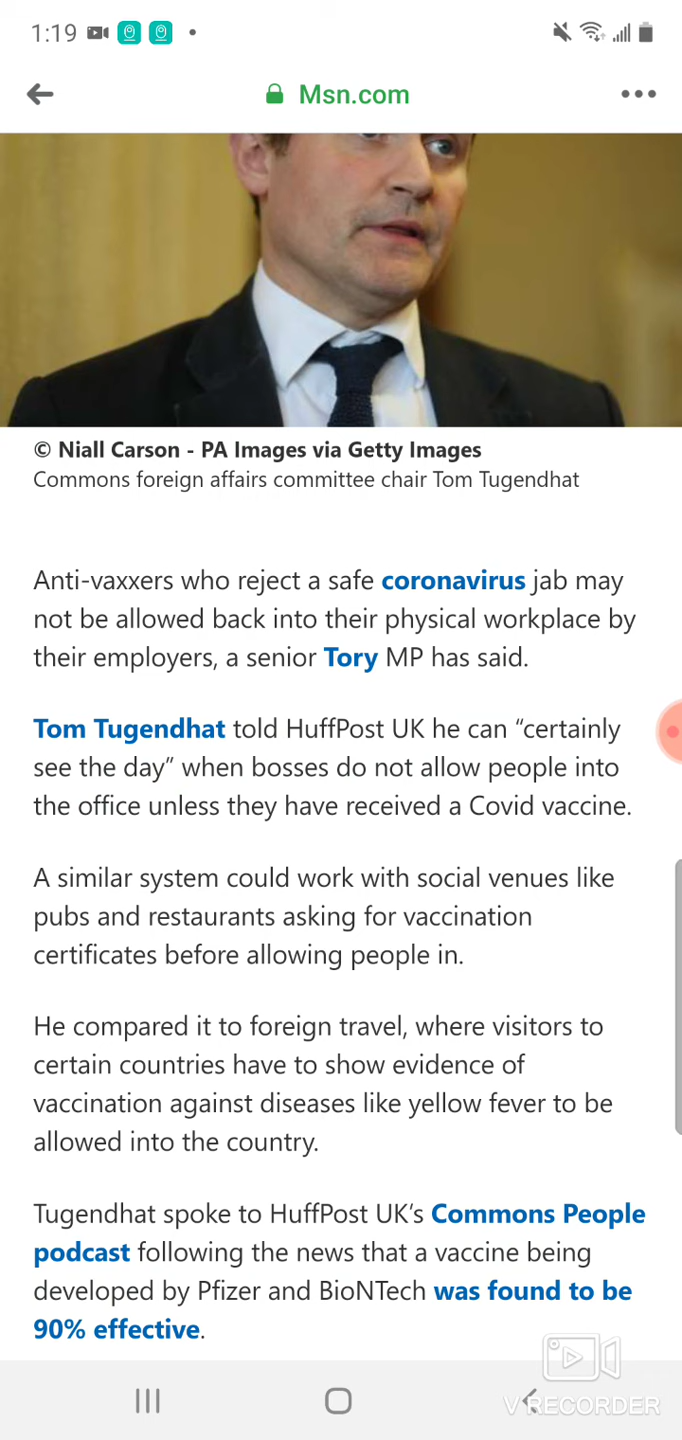 1:19
Msn.com
© Niall Carson - PA Images via Getty Images
Commons foreign affairs committee chair Tom Tugendhat
Anti-vaxxers who reject a safe coronavirus jab may
not be allowed back into their physical workplace by
their employers, a senior Tory MP has said.
Tom Tugendhat told HuffPost UK he can “certainly
see the day” when bosses do not allow people into
the office unless they have received a Covid vaccine.
A similar system could work with social venues like
pubs and restaurants asking for vaccination
certificates before allowing people in.
He compared it to foreign travel, where visitors to
certain countries have to show evidence of
vaccination against diseases like yellow fever to be
allowed into the country.
Tugendhat spoke to HuffPost UK’s Commons People
podcast following the news that a vaccine being
developed by Pfizer and BioNTech was found to be
90% effective.
V RECORDER